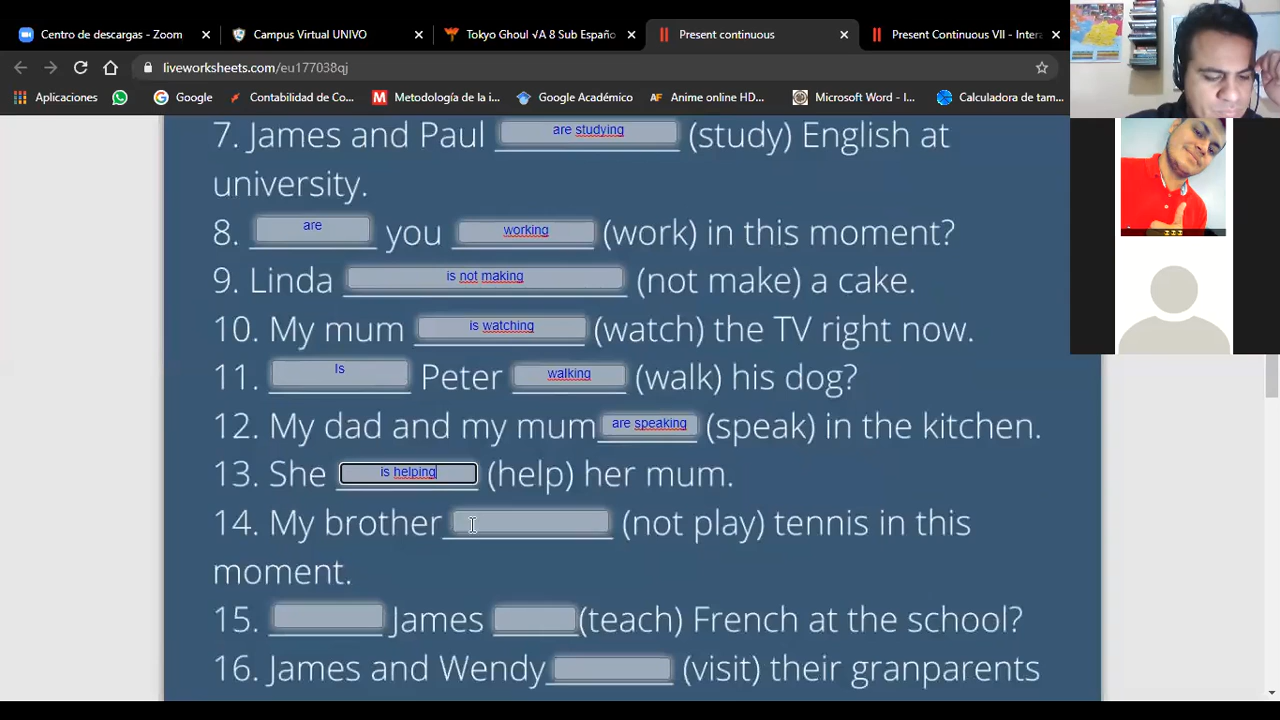 Centro de descargas - Zoom
Campus Virtual UNIVO
Tokyo Ghoul √A 8 Sub Españo
Present continuous
Present Continuous VII - Intera
liveworksheets.com/eu177038qj
Aplicaciones
Google
Contabilidad de Co...
Metodología de la i...
Google Académico
Anime online HD...
Microsoft Word - I...
Calculadora de tam...
7. James and Paul are studying (study) English at
university.
8. are you working (work) in this moment?
9. Linda is not making (not make) a cake.
10. My mum is watching (watch) the TV right now.
11. Is Peter walking (walk) his dog?
12. My dad and my mum are speaking (speak) in the kitchen.
13. She is helping (help) her mum.
14. My brother (not play) tennis in this
moment.
15. James (teach) French at the school?
16. James and Wendy (visit) their granparents